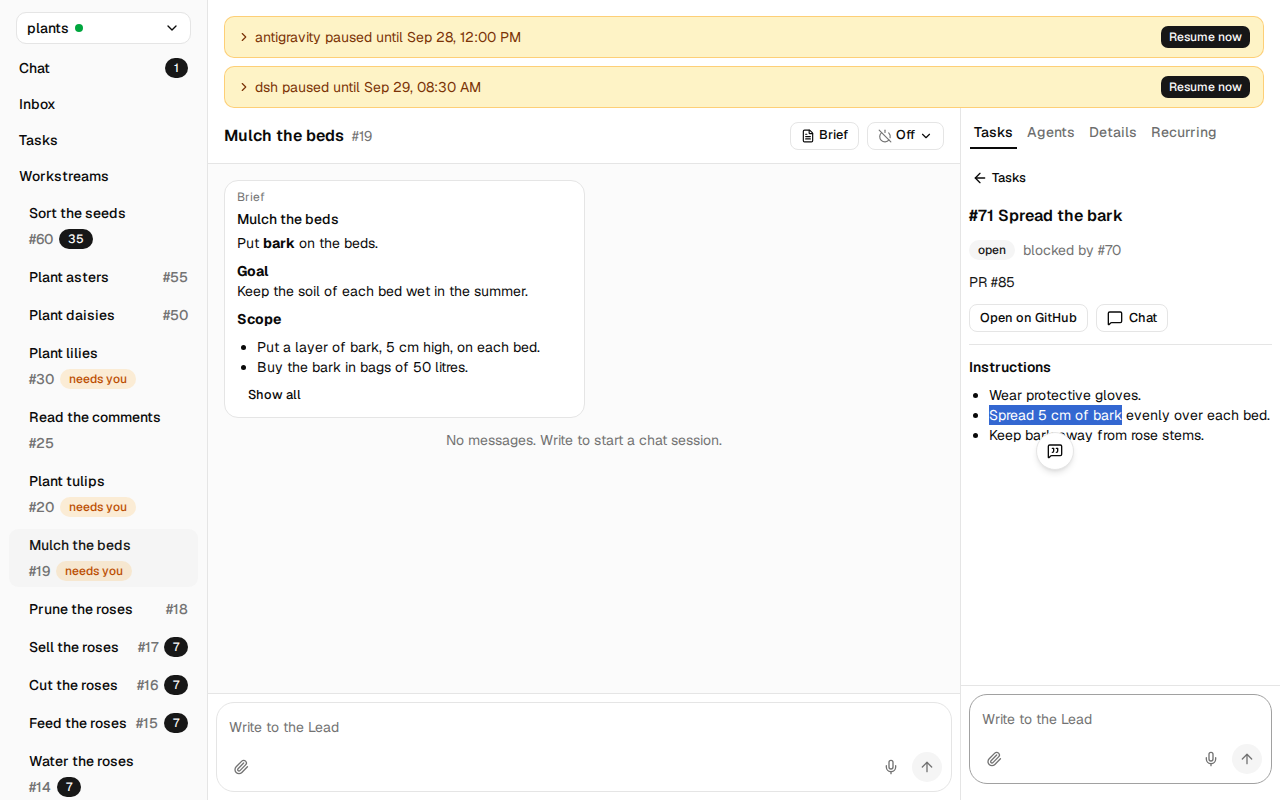 plants
Chat 1
Inbox
Tasks
Workstreams
Sort the seeds
#60 35
Plant asters #55
Plant daisies #50
Plant lilies
#30 needs you
Read the comments
#25
Plant tulips
#20 needs you
Mulch the beds
#19 needs you
Prune the roses #18
Sell the roses #17 7
Cut the roses #16 7
Feed the roses #15 7
Water the roses
#14 7
antigravity paused until Sep 28, 12:00 PM Resume now
dsh paused until Sep 29, 08:30 AM Resume now
Mulch the beds #19 Brief Off
Brief
Mulch the beds
Put bark on the beds.
Goal
Keep the soil of each bed wet in the summer.
Scope
• Put a layer of bark, 5 cm high, on each bed.
• Buy the bark in bags of 50 litres.
Show all
No messages. Write to start a chat session.
Write to the Lead
Tasks Agents Details Recurring
Tasks
#71 Spread the bark
open blocked by #70
PR #85
Open on GitHub Chat
Instructions
• Wear protective gloves.
• Spread 5 cm of bark evenly over each bed.
• Keep bark away from rose stems.
Write to the Lead